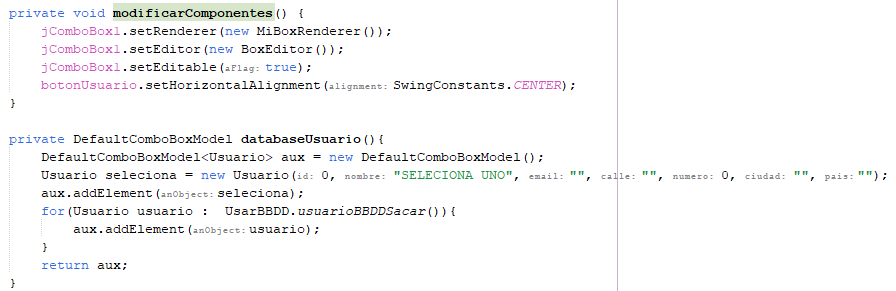 private void modificarComponentes() {
    jComboBox1.setRenderer(new MiBoxRenderer());
    jComboBox1.setEditor(new BoxEditor());
    jComboBox1.setEditable(aFlag: true);
    botonUsuario.setHorizontalAlignment(alignment: SwingConstants.CENTER);
}

private DefaultComboBoxModel databaseUsuario(){
    DefaultComboBoxModel<Usuario> aux = new DefaultComboBoxModel();
    Usuario seleciona = new Usuario(id: 0, nombre: "SELECIONA UNO", email: "", calle: "", numero: 0, ciudad: "", pais: "");
    aux.addElement(anObject: seleciona);
    for(Usuario usuario :  UsarBBDD.usuarioBBDDSacar()){
        aux.addElement(anObject: usuario);
    }
    return aux;
}